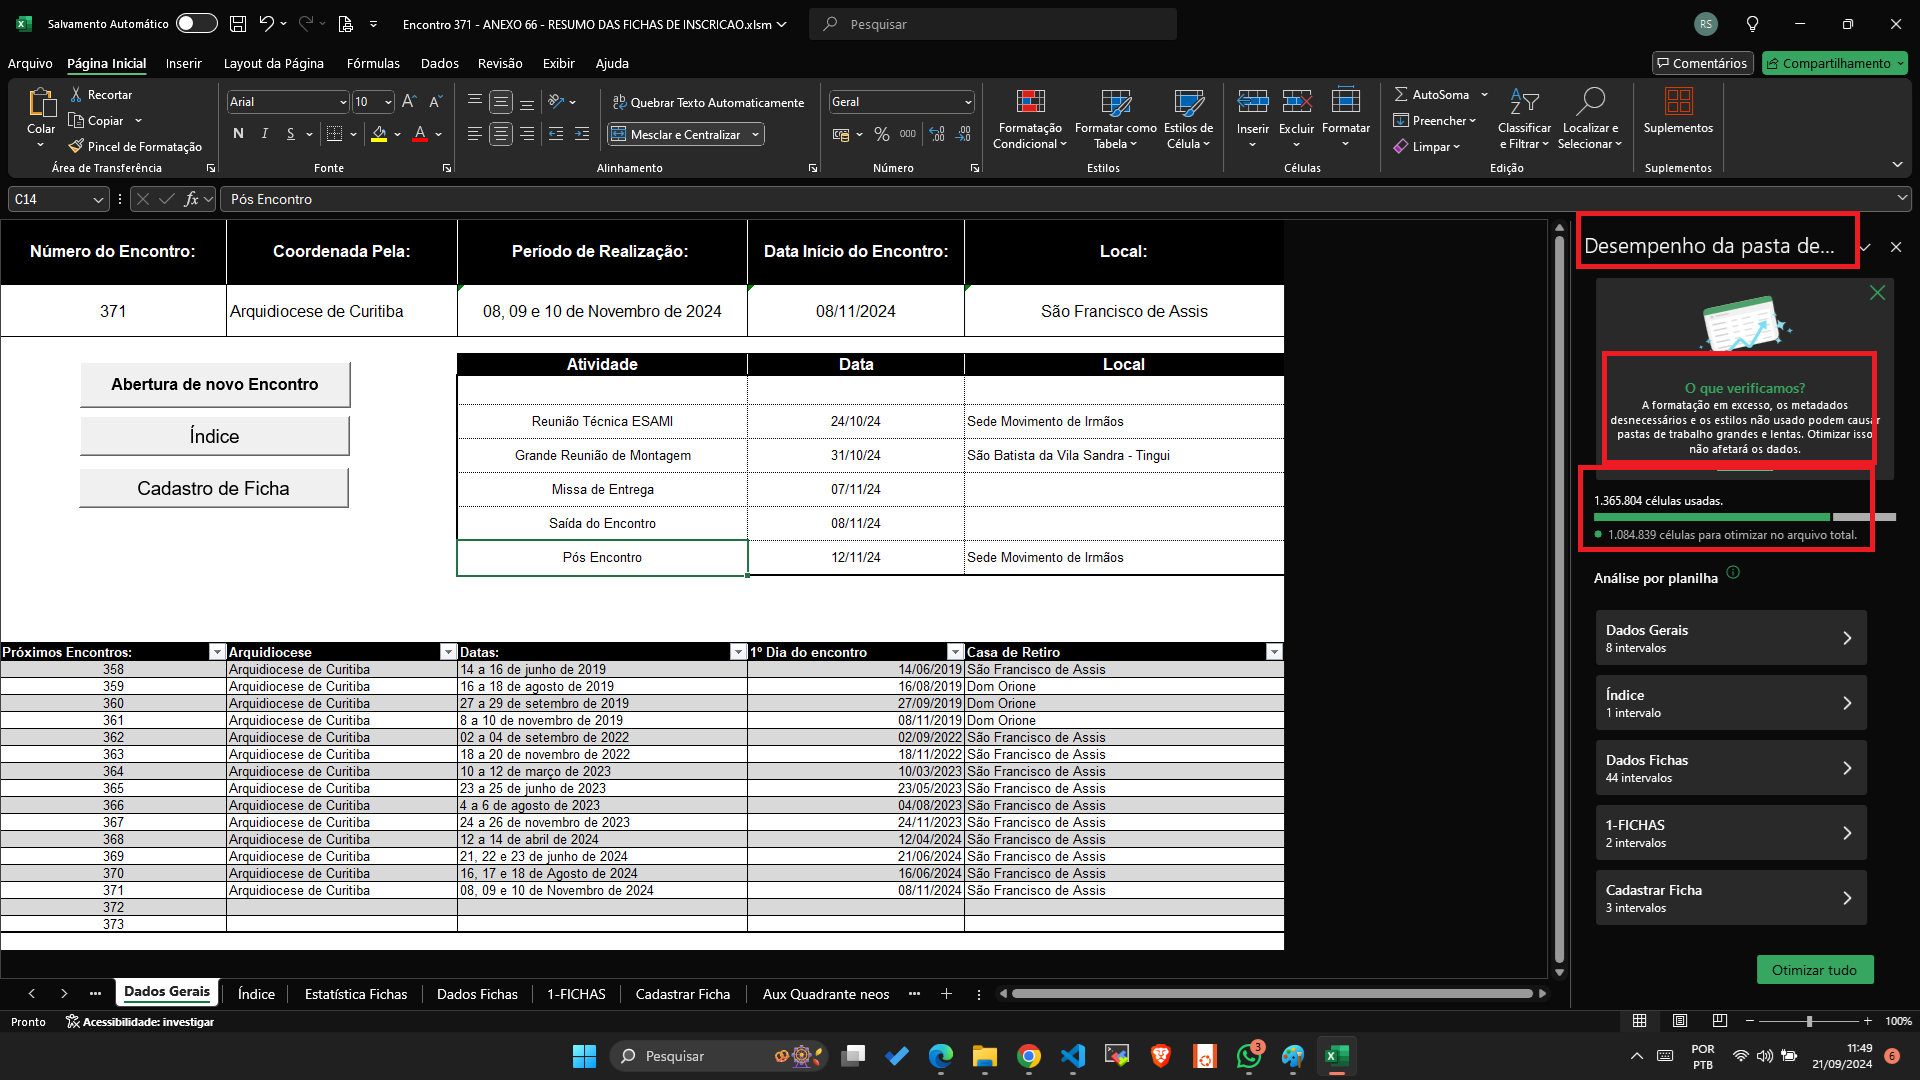 Salvamento Automático
Encontro 371 - ANEXO 66 - RESUMO DAS FICHAS DE INSCRICAO.xlsm
Pesquisar
RS
Arquivo Página Inicial Inserir Layout da Página Fórmulas Dados Revisão Exibir Ajuda
Comentários
Compartilhamento
Colar
Recortar
Copiar
Pincel de Formatação
Área de Transferência
Arial 10
N I S
Fonte
Quebrar Texto Automaticamente
Mesclar e Centralizar
Alinhamento
Geral
% 000
Número
Formatação Condicional
Formatar como Tabela
Estilos de Célula
Estilos
Inserir
Excluir
Formatar
Células
AutoSoma
Preencher
Limpar
Classificar e Filtrar
Localizar e Selecionar
Edição
Suplementos
Suplementos
C14 fx Pós Encontro
Número do Encontro: Coordenada Pela: Período de Realização: Data Início do Encontro: Local:
371 Arquidiocese de Curitiba 08, 09 e 10 de Novembro de 2024 08/11/2024 São Francisco de Assis
Abertura de novo Encontro
Índice
Cadastro de Ficha
Atividade Data Local
Reunião Técnica ESAMI 24/10/24 Sede Movimento de Irmãos
Grande Reunião de Montagem 31/10/24 São Batista da Vila Sandra - Tingui
Missa de Entrega 07/11/24
Saída do Encontro 08/11/24
Pós Encontro 12/11/24 Sede Movimento de Irmãos
Próximos Encontros: Arquidiocese Datas: 1º Dia do encontro Casa de Retiro
358 Arquidiocese de Curitiba 14 a 16 de junho de 2019 14/06/2019 São Francisco de Assis
359 Arquidiocese de Curitiba 16 a 18 de agosto de 2019 16/08/2019 Dom Orione
360 Arquidiocese de Curitiba 27 a 29 de setembro de 2019 27/09/2019 Dom Orione
361 Arquidiocese de Curitiba 8 a 10 de novembro de 2019 08/11/2019 Dom Orione
362 Arquidiocese de Curitiba 02 a 04 de setembro de 2022 02/09/2022 São Francisco de Assis
363 Arquidiocese de Curitiba 18 a 20 de novembro de 2022 18/11/2022 São Francisco de Assis
364 Arquidiocese de Curitiba 10 a 12 de março de 2023 10/03/2023 São Francisco de Assis
365 Arquidiocese de Curitiba 23 a 25 de junho de 2023 23/05/2023 São Francisco de Assis
366 Arquidiocese de Curitiba 4 a 6 de agosto de 2023 04/08/2023 São Francisco de Assis
367 Arquidiocese de Curitiba 24 a 26 de novembro de 2023 24/11/2023 São Francisco de Assis
368 Arquidiocese de Curitiba 12 a 14 de abril de 2024 12/04/2024 São Francisco de Assis
369 Arquidiocese de Curitiba 21, 22 e 23 de junho de 2024 21/06/2024 São Francisco de Assis
370 Arquidiocese de Curitiba 16, 17 e 18 de Agosto de 2024 16/06/2024 São Francisco de Assis
371 Arquidiocese de Curitiba 08, 09 e 10 de Novembro de 2024 08/11/2024 São Francisco de Assis
372
373
Desempenho da pasta de...
O que verificamos?
A formatação em excesso, os metadados
desnecessários e os estilos não usado podem causar
pastas de trabalho grandes e lentas. Otimizar isso
não afetará os dados.
1.365.804 células usadas.
1.084.839 células para otimizar no arquivo total.
Análise por planilha
Dados Gerais
8 intervalos
Índice
1 intervalo
Dados Fichas
44 intervalos
1-FICHAS
2 intervalos
Cadastrar Ficha
3 intervalos
Otimizar tudo
Dados Gerais Índice Estatística Fichas Dados Fichas 1-FICHAS Cadastrar Ficha Aux Quadrante neos
Pronto Acessibilidade: investigar 100%
Pesquisar
3
POR
PTB
11:49
21/09/2024
6